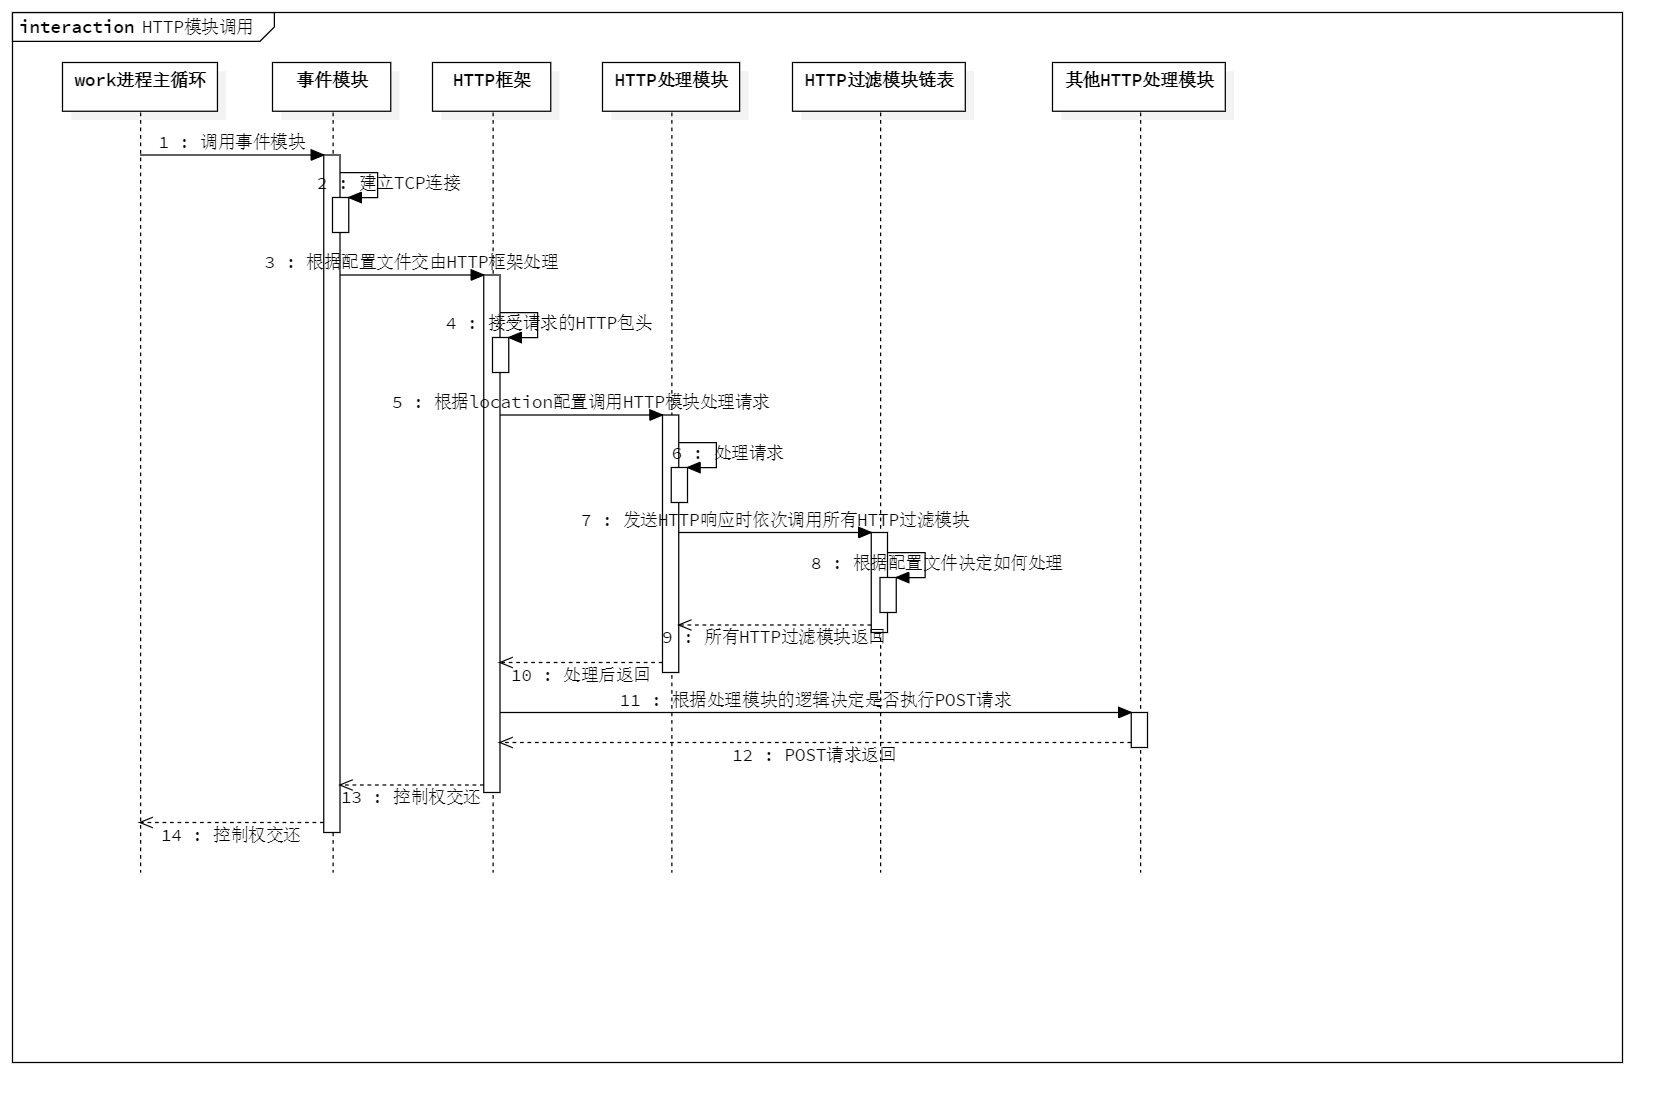 interaction HTTP模块调用
work进程主循环
事件模块
HTTP框架
HTTP处理模块
HTTP过滤模块链表
其他HTTP处理模块
1 : 调用事件模块
2 : 建立TCP连接
3 : 根据配置文件交由HTTP框架处理
4 : 接受请求的HTTP包头
5 : 根据location配置调用HTTP模块处理请求
6 : 处理请求
7 : 发送HTTP响应时依次调用所有HTTP过滤模块
8 : 根据配置文件决定如何处理
9 : 所有HTTP过滤模块返回
10 : 处理后返回
11 : 根据处理模块的逻辑决定是否执行POST请求
12 : POST请求返回
13 : 控制权交还
14 : 控制权交还